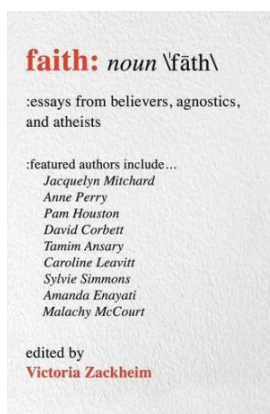 faith: noun \ˈfāth\
:essays from believers, agnostics,
and atheists
:featured authors include…
Jacquelyn Mitchard
Anne Perry
Pam Houston
David Corbett
Tamim Ansary
Caroline Leavitt
Sylvie Simmons
Amanda Enayati
Malachy McCourt
edited by
Victoria Zackheim